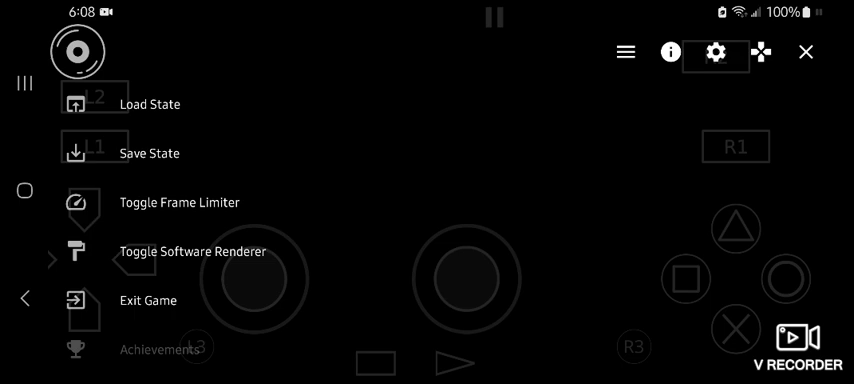 6:08
100%
L2
Load State
L1
Save State
R1
Toggle Frame Limiter
Toggle Software Renderer
Exit Game
Achievements
L3
R3
V RECORDER